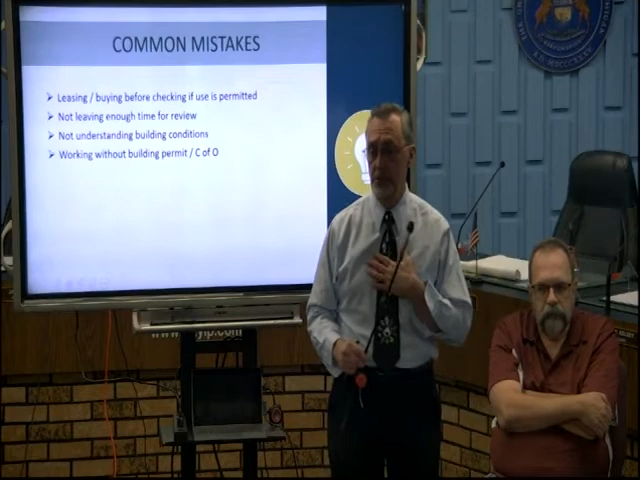 COMMON MISTAKES
➢ Leasing / buying before checking if use is permitted
➢ Not leaving enough time for review
➢ Not understanding building conditions
➢ Working without building permit / C of O